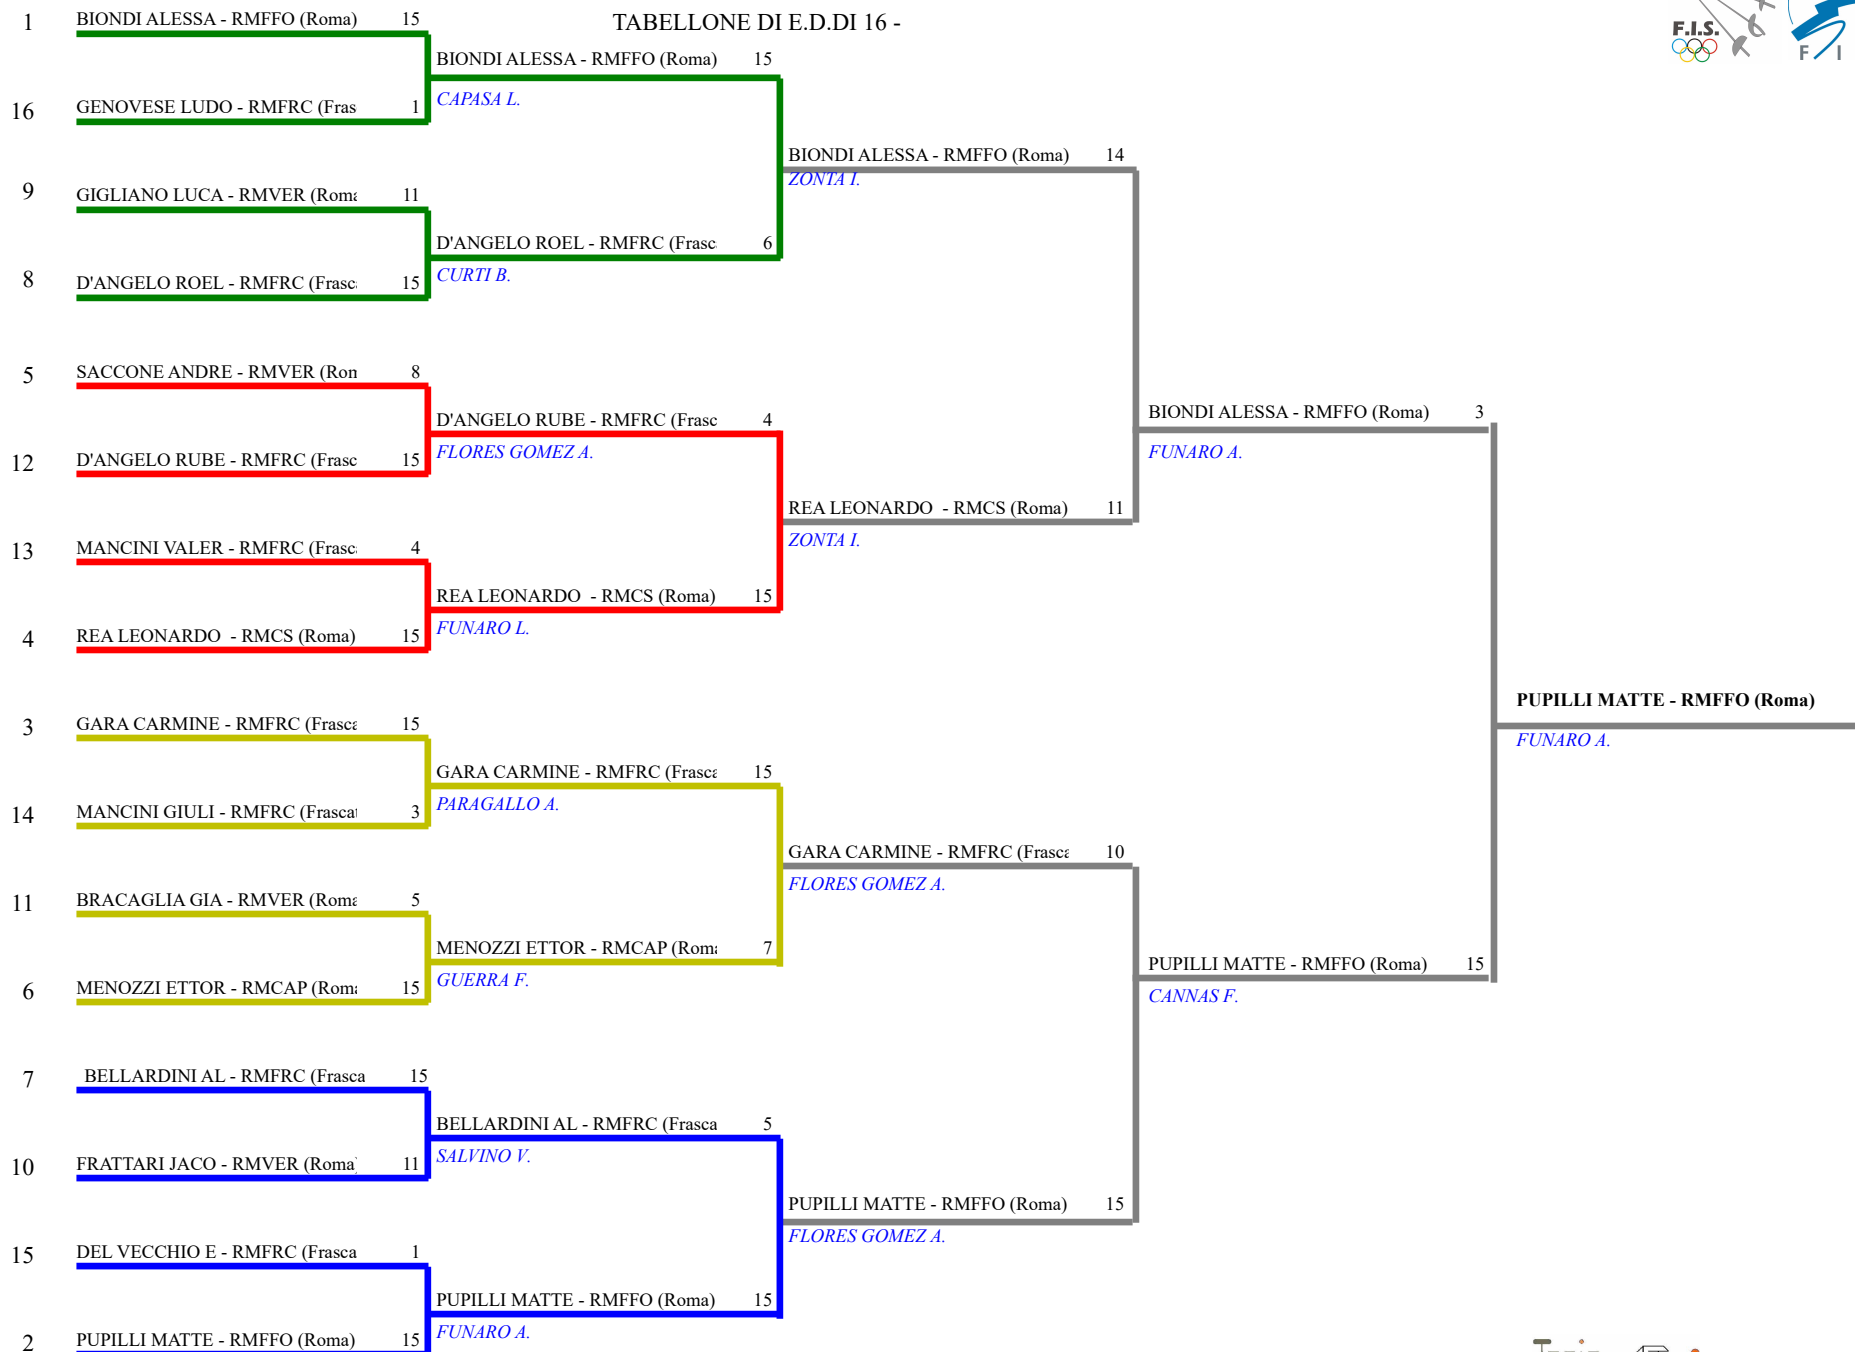 TABELLONE DI E.D.DI 16 -
F.I.S.
F I
1 BIONDI ALESSA - RMFFO (Roma) 15
16 GENOVESE LUDO - RMFRC (Fras 1
9 GIGLIANO LUCA - RMVER (Roma 11
8 D'ANGELO ROEL - RMFRC (Frasc 15
5 SACCONE ANDRE - RMVER (Rom 8
12 D'ANGELO RUBE - RMFRC (Frasc 15
13 MANCINI VALER - RMFRC (Frasc 4
4 REA LEONARDO - RMCS (Roma) 15
3 GARA CARMINE - RMFRC (Frasca 15
14 MANCINI GIULI - RMFRC (Frascat 3
11 BRACAGLIA GIA - RMVER (Roma 5
6 MENOZZI ETTOR - RMCAP (Roma 15
7 BELLARDINI AL - RMFRC (Frasca 15
10 FRATTARI JACO - RMVER (Roma) 11
15 DEL VECCHIO E - RMFRC (Frasca 1
2 PUPILLI MATTE - RMFFO (Roma) 15
BIONDI ALESSA - RMFFO (Roma) 15
CAPASA L.
D'ANGELO ROEL - RMFRC (Frasc 6
CURTI B.
D'ANGELO RUBE - RMFRC (Frasc 4
FLORES GOMEZ A.
REA LEONARDO - RMCS (Roma) 15
FUNARO L.
GARA CARMINE - RMFRC (Frasca 15
PARAGALLO A.
MENOZZI ETTOR - RMCAP (Roma 7
GUERRA F.
BELLARDINI AL - RMFRC (Frasca 5
SALVINO V.
PUPILLI MATTE - RMFFO (Roma) 15
FUNARO A.
BIONDI ALESSA - RMFFO (Roma) 14
ZONTA I.
REA LEONARDO - RMCS (Roma) 11
ZONTA I.
GARA CARMINE - RMFRC (Frasca 10
FLORES GOMEZ A.
PUPILLI MATTE - RMFFO (Roma) 15
FLORES GOMEZ A.
BIONDI ALESSA - RMFFO (Roma) 3
FUNARO A.
PUPILLI MATTE - RMFFO (Roma) 15
CANNAS F.
PUPILLI MATTE - RMFFO (Roma)
FUNARO A.